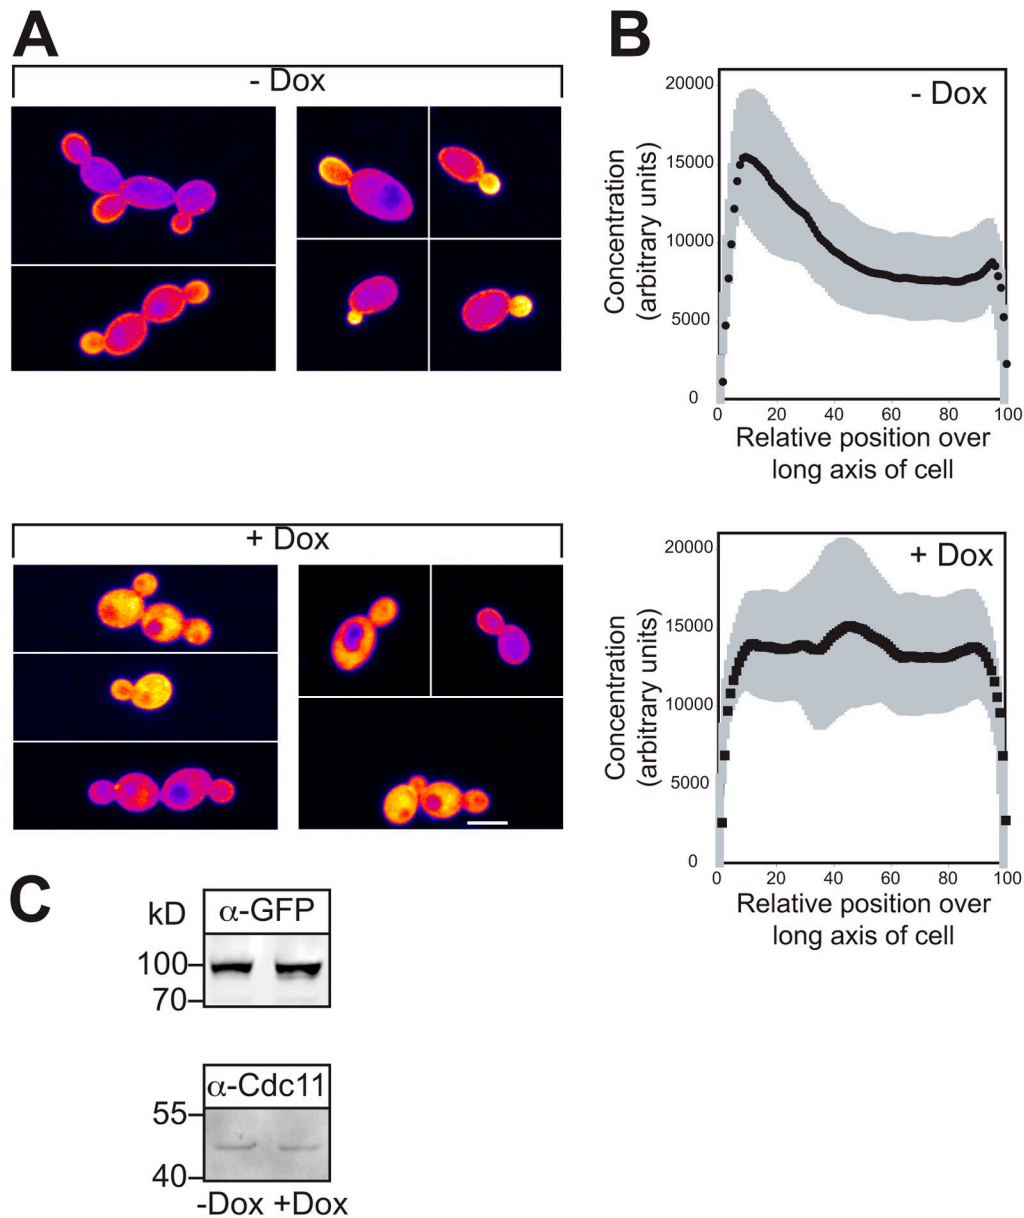 A
- Dox
+ Dox
B
20000
15000
10000
5000
0
Concentration
(arbitrary units)
- Dox
0 20 40 60 80 100
Relative position over
long axis of cell
20000
15000
10000
5000
0
Concentration
(arbitrary units)
+ Dox
0 20 40 60 80 100
Relative position over
long axis of cell
C
kD
α-GFP
100
70
α-Cdc11
55
40
-Dox +Dox